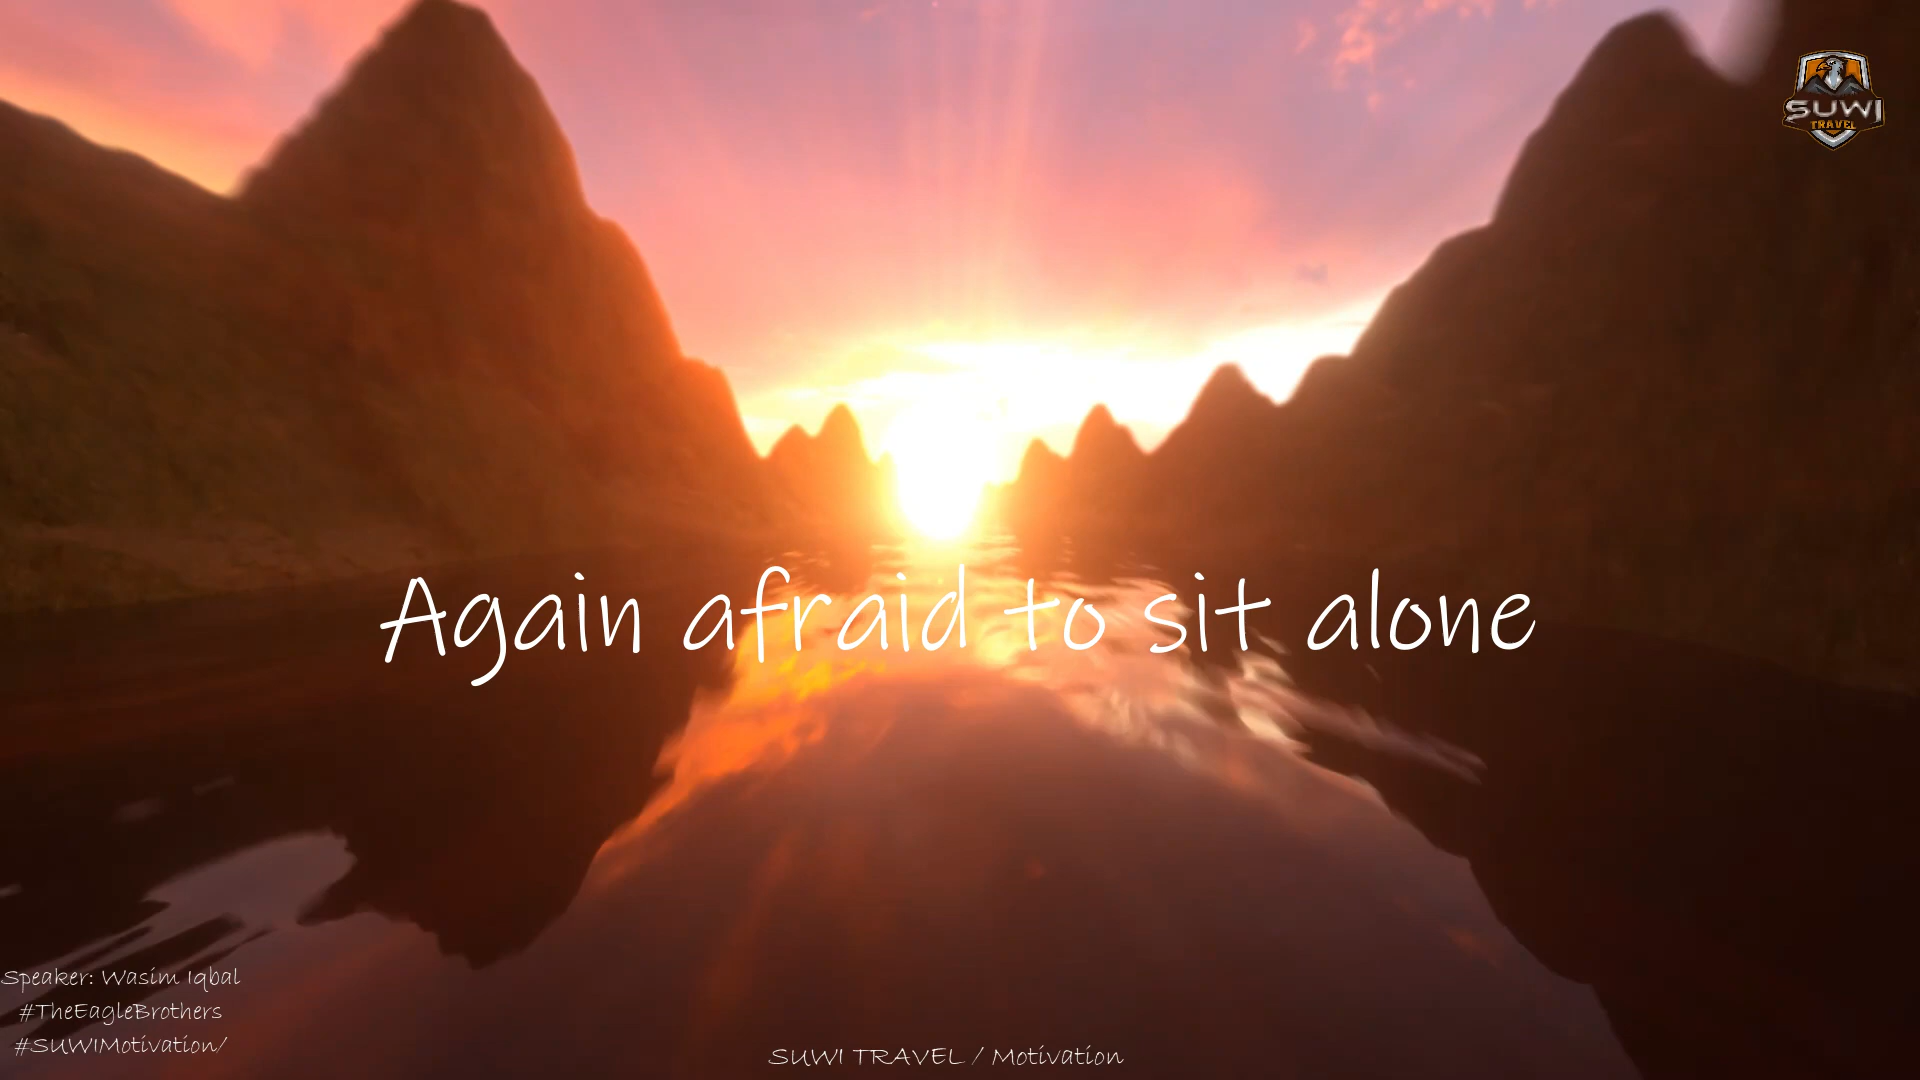 SUWI
TRAVEL
Again afraid to sit alone
Speaker: Wasim Iqbal
#TheEagleBrothers
#SUWIMotivation/
SUWI TRAVEL / Motivation